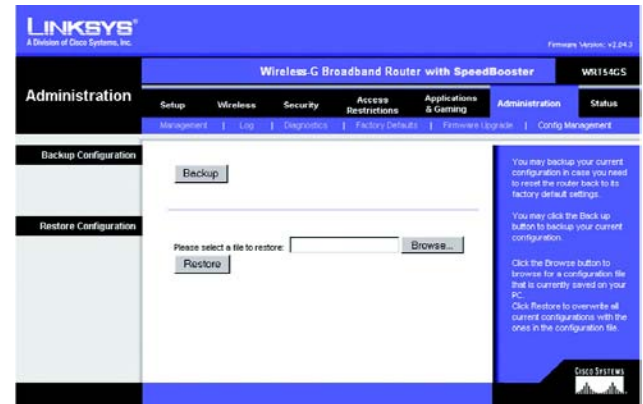 LINKSYS®
A Division of Cisco Systems, Inc.
Firmware Version: v2.04.3
Wireless-G Broadband Router with SpeedBooster
WRT54GS
Administration
Setup
Wireless
Security
Access
Restrictions
Applications
& Gaming
Administration
Status
Management | Log | Diagnostics | Factory Defaults | Firmware Upgrade | Config Management
Backup Configuration
Backup
Restore Configuration
Please select a file to restore:
Browse...
Restore
You may backup your current
configuration in case you need
to reset the router back to its
factory default settings.
You may click the Back up
button to backup your current
configuration.
Click the Browse button to
browse for a configuration file
that is currently saved on your
PC.
Click Restore to overwrite all
current configurations with the
ones in the configuration file.
CISCO SYSTEMS